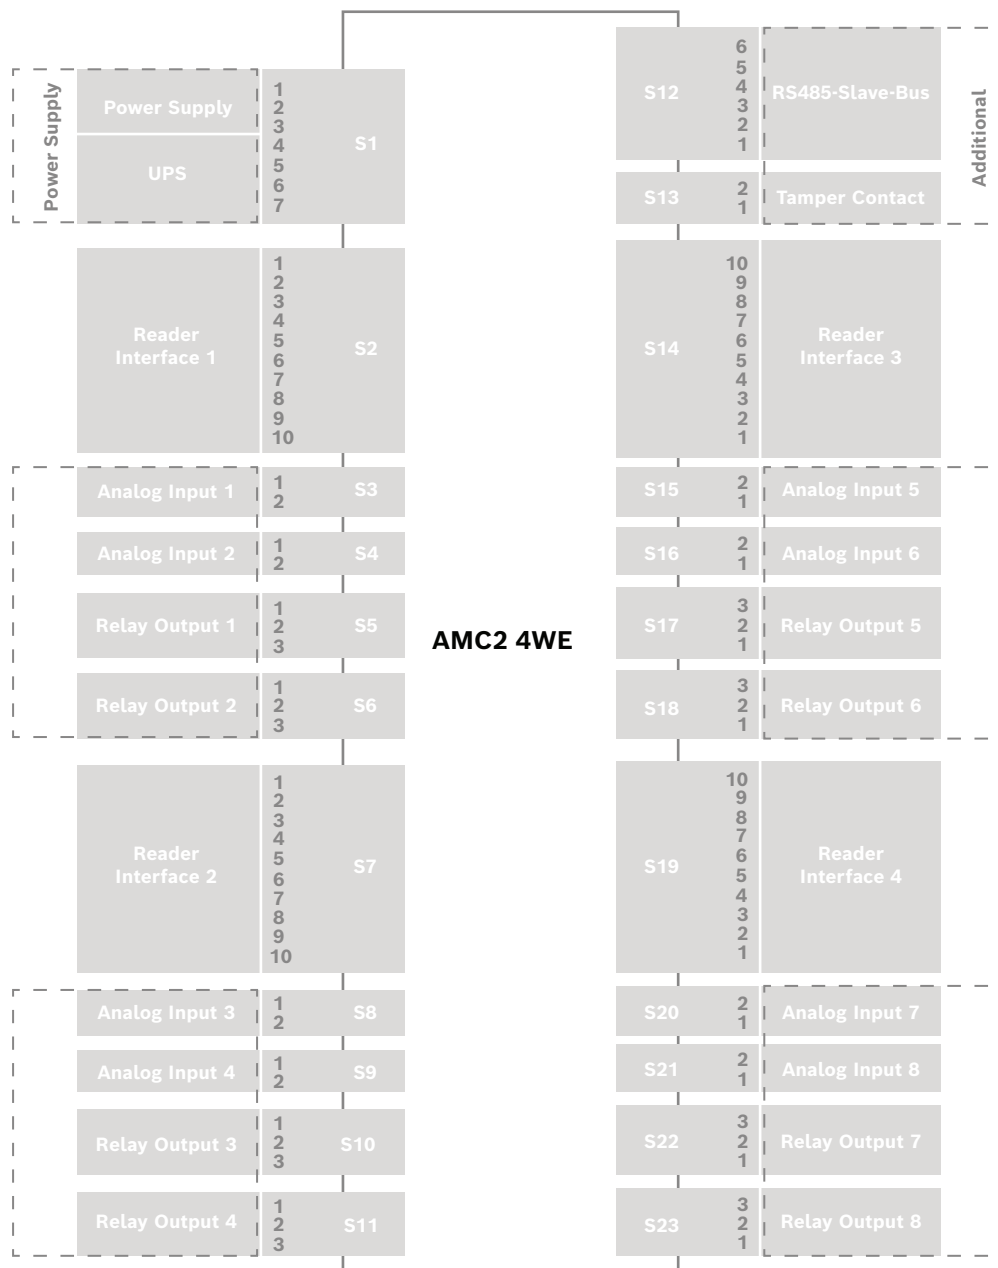 Power Supply
Power Supply
UPS
1
2
3
4
5
6
7
S1
Reader
Interface 1
1
2
3
4
5
6
7
8
9
10
S2
Analog Input 1
1
2
S3
Analog Input 2
1
2
S4
Relay Output 1
1
2
3
S5
Relay Output 2
1
2
3
S6
Reader
Interface 2
1
2
3
4
5
6
7
8
9
10
S7
Analog Input 3
1
2
S8
Analog Input 4
1
2
S9
Relay Output 3
1
2
3
S10
Relay Output 4
1
2
3
S11
AMC2 4WE
S12
6
5
4
3
2
1
RS485-Slave-Bus
Additional
S13
2
1
Tamper Contact
S14
10
9
8
7
6
5
4
3
2
1
Reader
Interface 3
S15
2
1
Analog Input 5
S16
2
1
Analog Input 6
S17
3
2
1
Relay Output 5
S18
3
2
1
Relay Output 6
S19
10
9
8
7
6
5
4
3
2
1
Reader
Interface 4
S20
2
1
Analog Input 7
S21
2
1
Analog Input 8
S22
3
2
1
Relay Output 7
S23
3
2
1
Relay Output 8